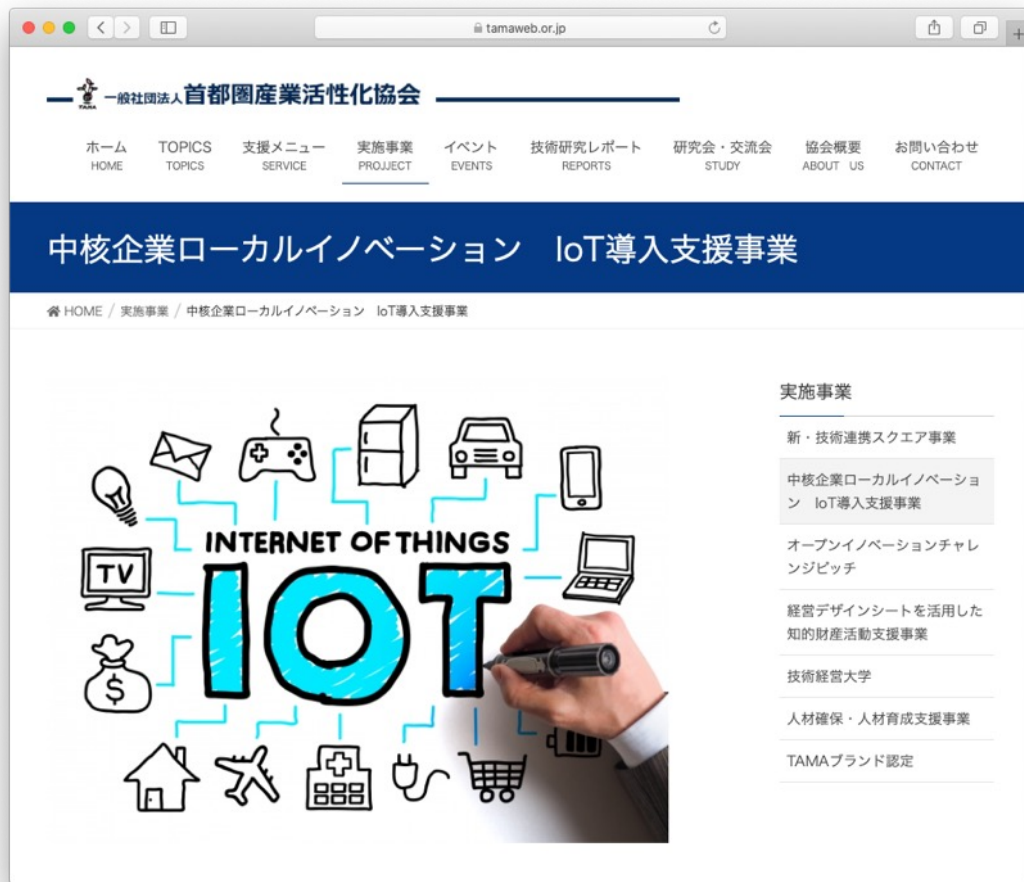 tamaweb.or.jp
TAMA 一般社団法人首都圏産業活性化協会
ホーム TOPICS 支援メニュー 実施事業 イベント 技術研究レポート 研究会・交流会 協会概要 お問い合わせ
HOME TOPICS SERVICE PROJJECT EVENTS REPORTS STUDY ABOUT US CONTACT
中核企業ローカルイノベーション　IoT導入支援事業
HOME / 実施事業 / 中核企業ローカルイノベーション　IoT導入支援事業
INTERNET OF THINGS
IOT
TV
$
実施事業
新・技術連携スクエア事業
中核企業ローカルイノベーショ
ン　IoT導入支援事業
オープンイノベーションチャレ
ンジピッチ
経営デザインシートを活用した
知的財産活動支援事業
技術経営大学
人材確保・人材育成支援事業
TAMAブランド認定